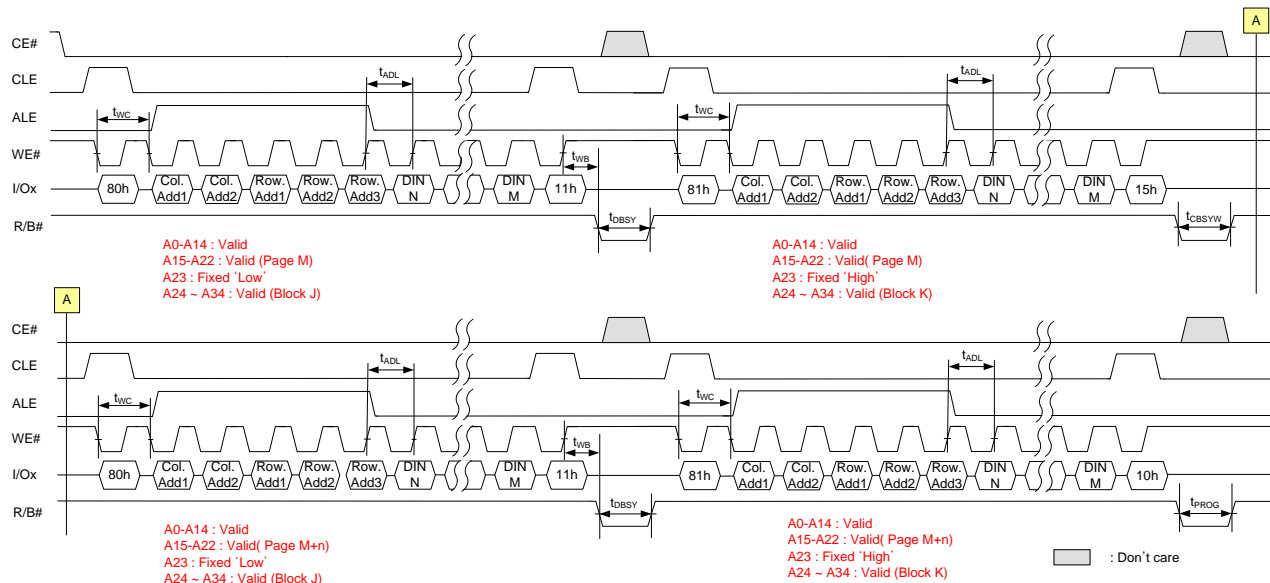 A
CE#
CLE
tADL
tADL
ALE
tWC
tWC
WE#
tWB
I/Ox
80h
Col. Add1
Col. Add2
Row. Add1
Row. Add2
Row. Add3
DIN N
DIN M
11h
81h
Col. Add1
Col. Add2
Row. Add1
Row. Add2
Row. Add3
DIN N
DIN M
15h
R/B#
tDBSY
tCBSYW
A0-A14 : Valid
A15-A22 : Valid (Page M)
A23 : Fixed ‘Low’
A24 ~ A34 : Valid (Block J)
A0-A14 : Valid
A15-A22 : Valid( Page M)
A23 : Fixed ‘High’
A24 ~ A34 : Valid (Block K)
A
CE#
CLE
tADL
tADL
ALE
tWC
tWC
WE#
tWB
I/Ox
80h
Col. Add1
Col. Add2
Row. Add1
Row. Add2
Row. Add3
DIN N
DIN M
11h
81h
Col. Add1
Col. Add2
Row. Add1
Row. Add2
Row. Add3
DIN N
DIN M
10h
R/B#
tDBSY
tPROG
A0-A14 : Valid
A15-A22 : Valid( Page M+n)
A23 : Fixed ‘Low’
A24 ~ A34 : Valid (Block J)
A0-A14 : Valid
A15-A22 : Valid( Page M+n)
A23 : Fixed ‘High’
A24 ~ A34 : Valid (Block K)
: Don’t care